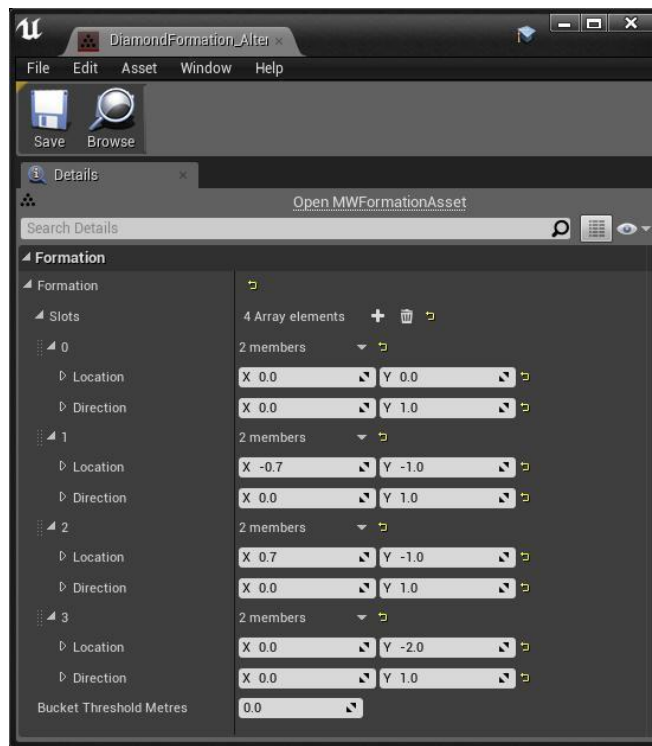 DiamondFormation_Alter
File Edit Asset Window Help
Save Browse
Details
Open MWFormationAsset
Search Details
Formation
Formation
Slots 4 Array elements
0 2 members
Location X 0.0 Y 0.0
Direction X 0.0 Y 1.0
1 2 members
Location X -0.7 Y -1.0
Direction X 0.0 Y 1.0
2 2 members
Location X 0.7 Y -1.0
Direction X 0.0 Y 1.0
3 2 members
Location X 0.0 Y -2.0
Direction X 0.0 Y 1.0
Bucket Threshold Metres 0.0